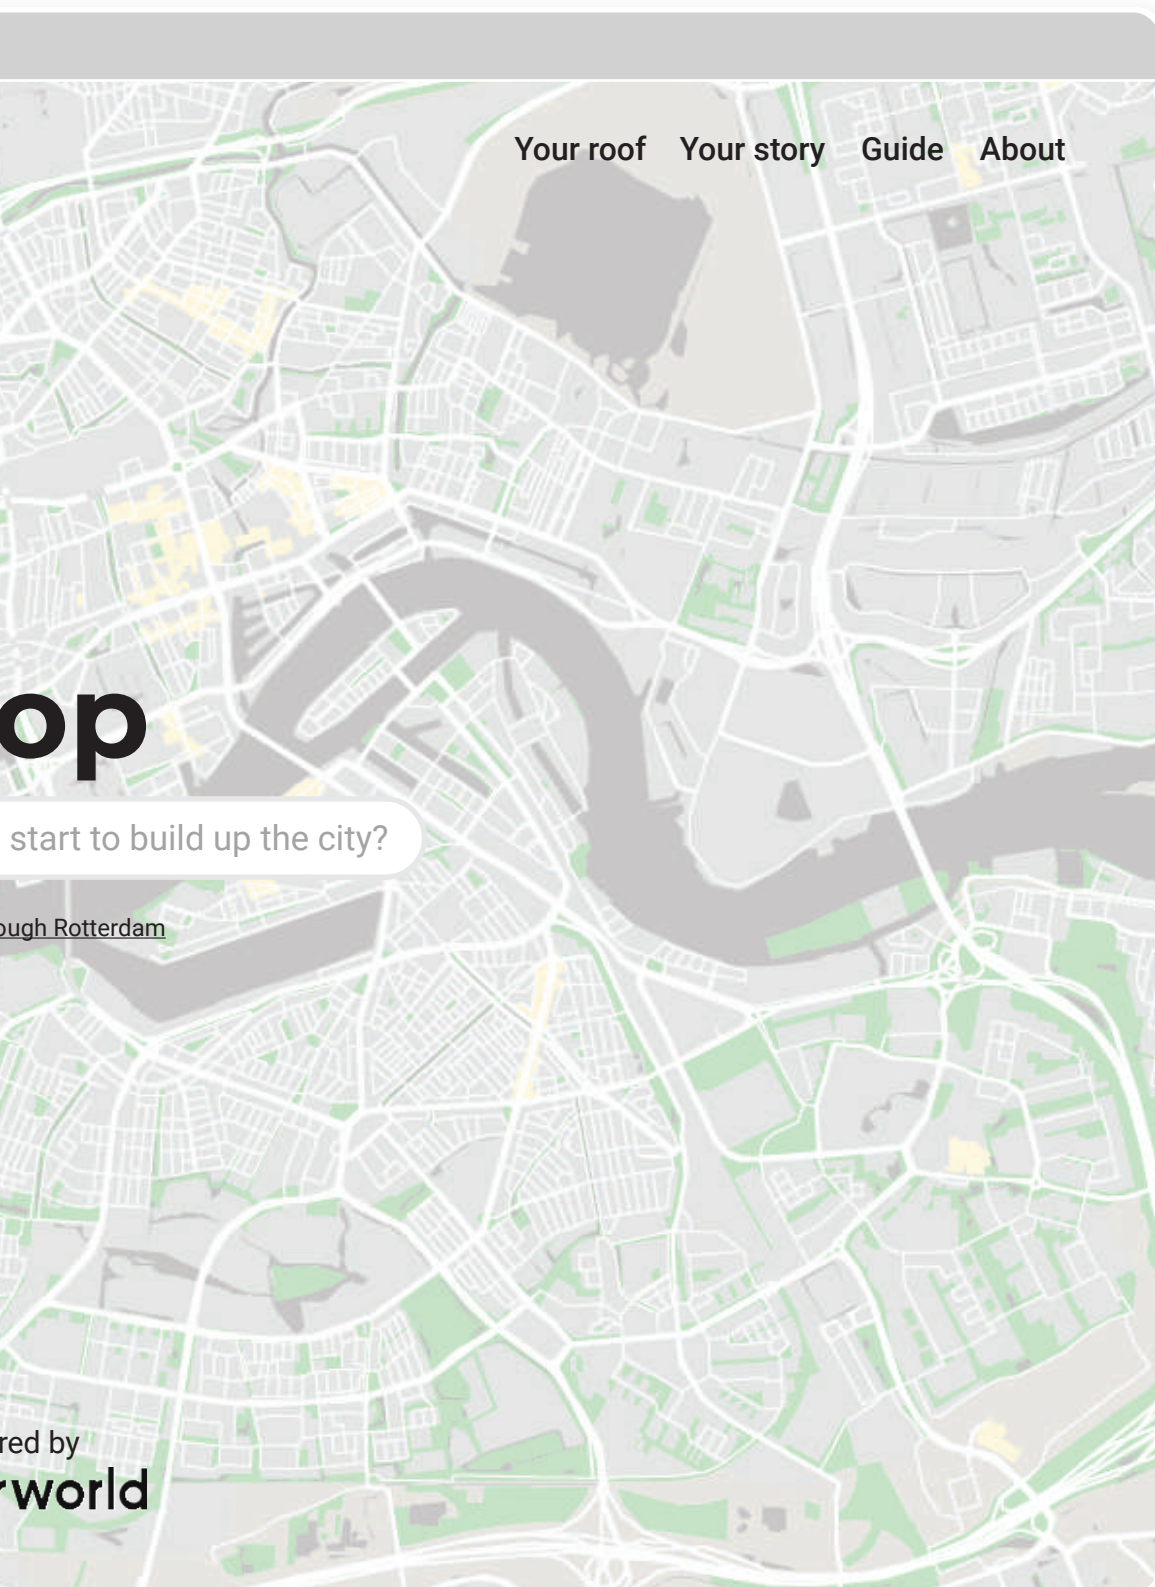 Your roof Your story Guide About
op
start to build up the city?
ough Rotterdam
red by
rworld